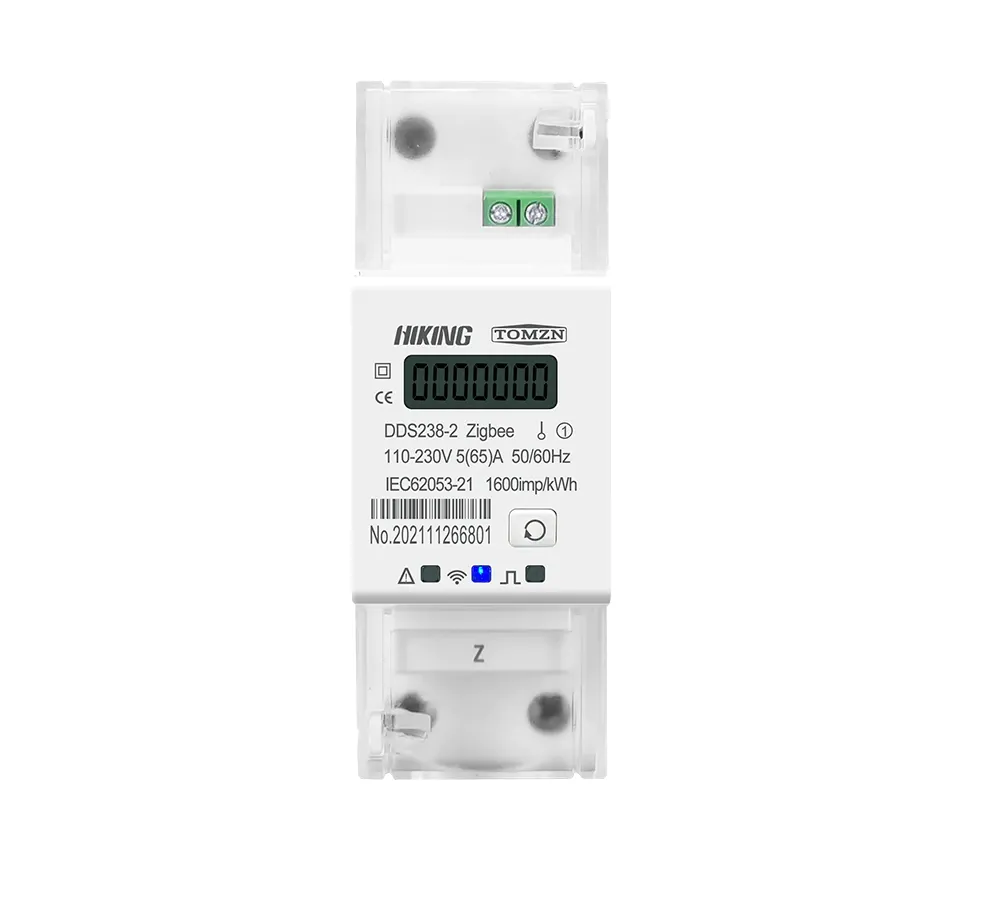 HIKING TOMZN
0000000
CE
DDS238-2 Zigbee 1
110-230V 5(65)A 50/60Hz
IEC62053-21 1600imp/kWh
No.202111266801
Z